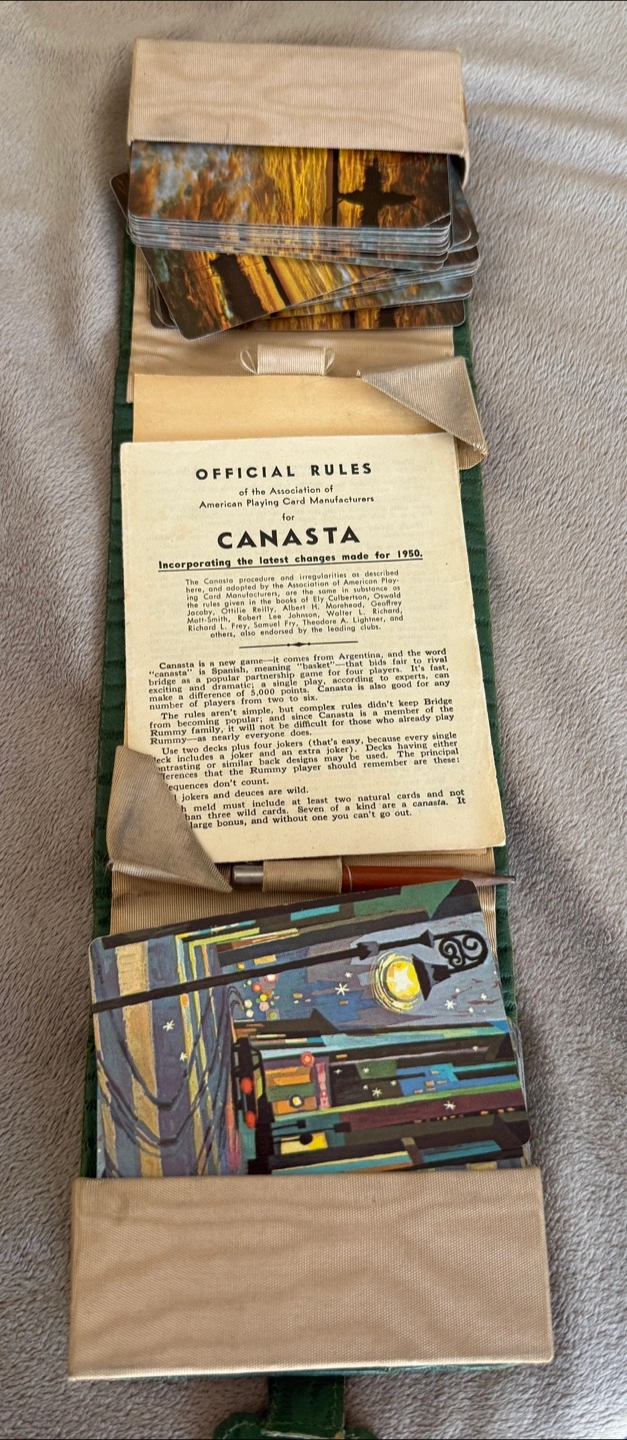 OFFICIAL RULES
of the Association of
American Playing Card Manufacturers
for
CANASTA
Incorporating the latest changes made for 1950.
The Canasta procedure and irregularities as described
here, and adopted by the Association of American Play-
ing Card Manufacturers, are the same in substance as
the rules given in the books of Ely Culbertson, Oswald
Jacoby, Ottilie Reilly, Albert H. Morehead, Geoffrey
Mott-Smith, Robert Lee Johnson, Walter L. Richard,
Richard L. Frey, Samuel Fry, Theodore A. Lightner, and
others, also endorsed by the leading clubs.
Canasta is a new game—it comes from Argentina, and the word
"canasta" is Spanish, meaning "basket"—that bids fair to rival
bridge as a popular partnership game for four players. It's fast,
exciting and dramatic; a single play, according to experts, can
make a difference of 5,000 points. Canasta is also good for any
number of players from two to six.
The rules aren't simple, but complex rules didn't keep Bridge
from becoming popular; and since Canasta is a member of the
Rummy family, it will not be difficult for those who already play
Rummy—as nearly everyone does.
Use two decks plus four jokers (that's easy, because every single
deck includes a joker and an extra joker). Decks having either
contrasting or similar back designs may be used. The principal
differences that the Rummy player should remember are these:
sequences don't count.
jokers and deuces are wild.
meld must include at least two natural cards and not
than three wild cards. Seven of a kind are a canasta. It
large bonus, and without one you can't go out.